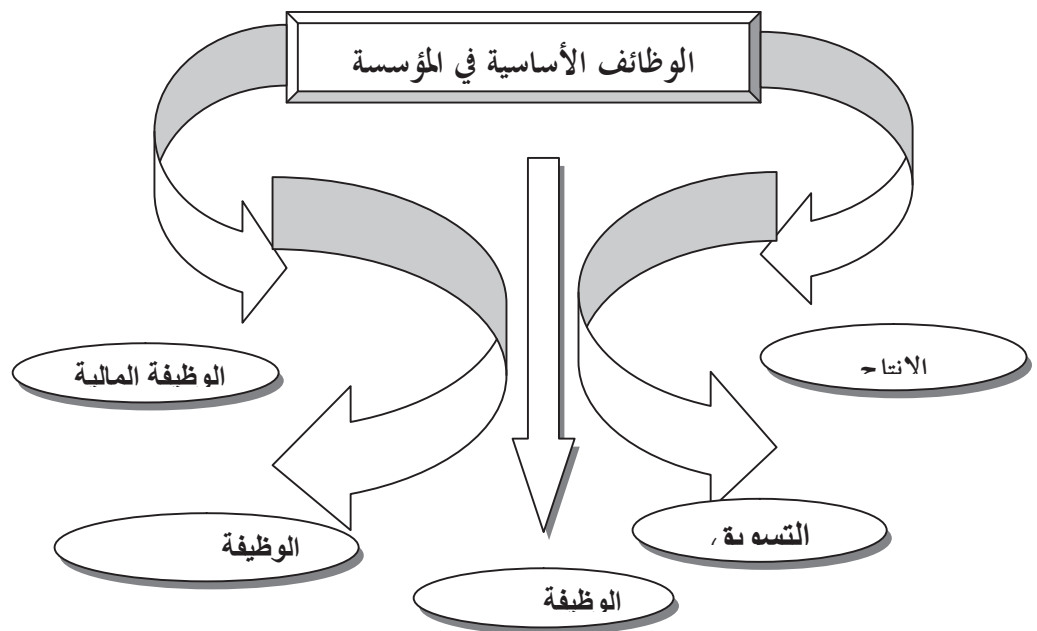 الوظائف الأساسية في المؤسسة
الانتاج
الوظيفة المالية
التسويق
الوظيفة
الوظيفة